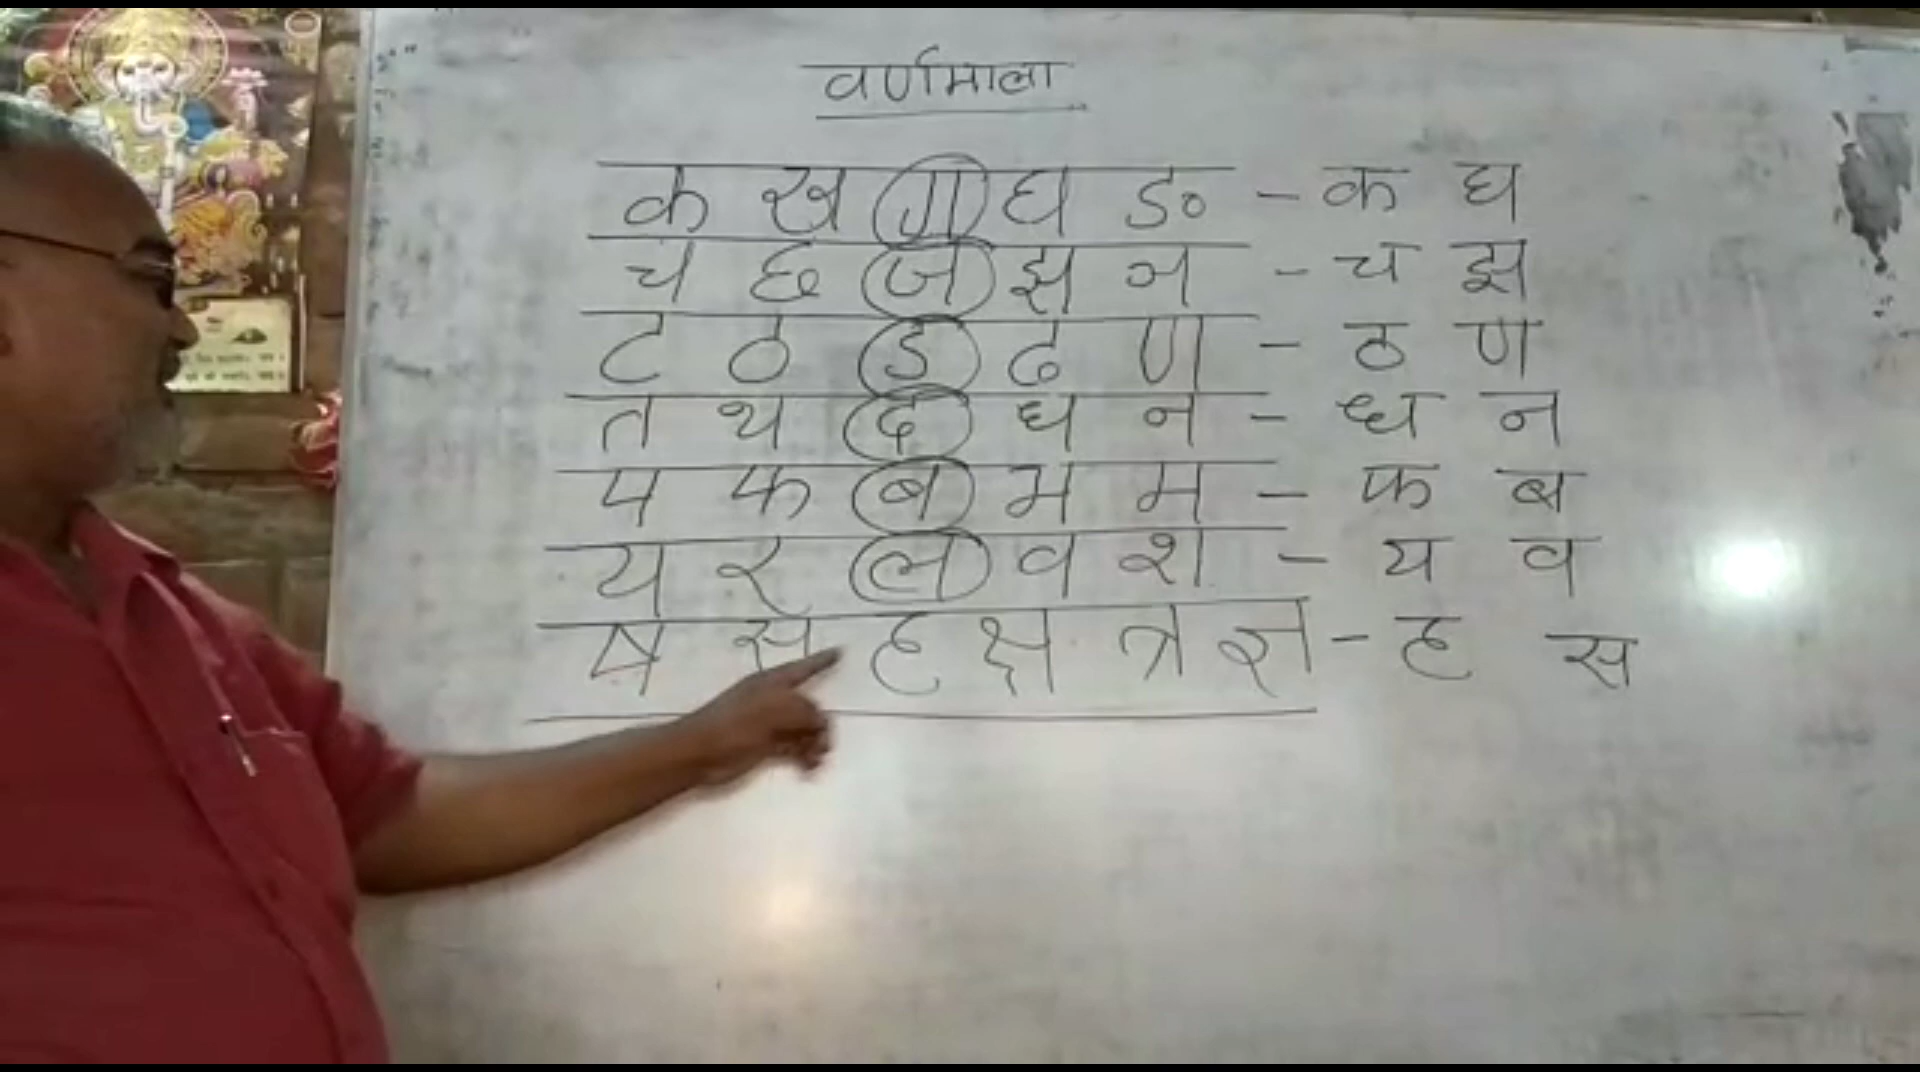 वर्णमाला
क ख ग घ ङ - क घ
च छ ज झ ञ - च झ
ट ठ ड ढ ण - ठ ण
त थ द ध न - ध न
प फ ब भ म - फ ब
य र ल व श - य व
ष स ह क्ष त्र ज्ञ - ह स